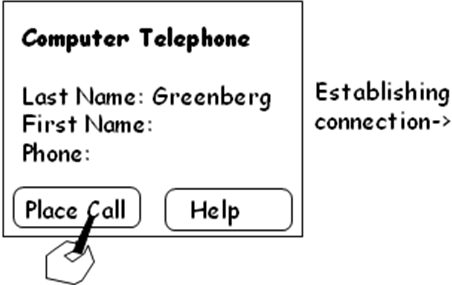 Computer Telephone
Last Name: Greenberg
First Name:
Phone:
Place Call
Help
Establishing
connection->